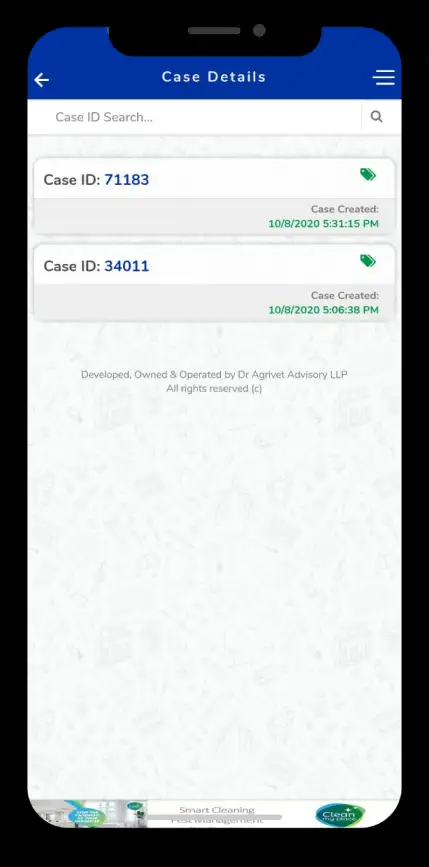 Case Details
Case ID Search...
Case ID: 71183
Case Created:
10/8/2020 5:31:15 PM
Case ID: 34011
Case Created:
10/8/2020 5:06:38 PM
Developed, Owned & Operated by Dr Agrivet Advisory LLP
All rights reserved (c)
Smart Cleaning
Pest Management
Clean
my place